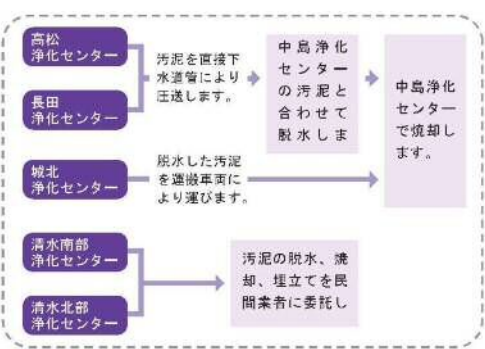 高松
浄化センター
長田
浄化センター
汚泥を直接下
水道管により
圧送します。
中島浄化
センター
の汚泥と
合わせて
脱水しま
城北
浄化センター
脱水した汚泥
を運搬車両に
より運びます。
中島浄化
センター
で焼却し
ます。
清水南部
浄化センター
清水北部
浄化センター
汚泥の脱水、焼
却、埋立てを民
間業者に委託し